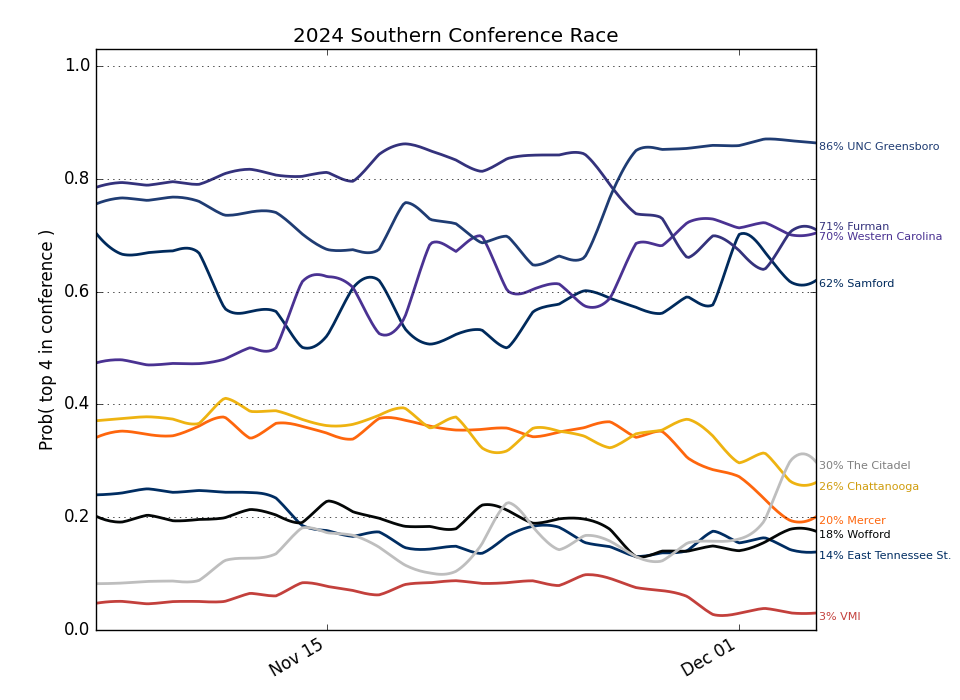 2024 Southern Conference Race
Prob( top 4 in conference )
1.0
0.8
0.6
0.4
0.2
0.0
Nov 15
Dec 01
86% UNC Greensboro
71% Furman
70% Western Carolina
62% Samford
30% The Citadel
26% Chattanooga
20% Mercer
18% Wofford
14% East Tennessee St.
3% VMI